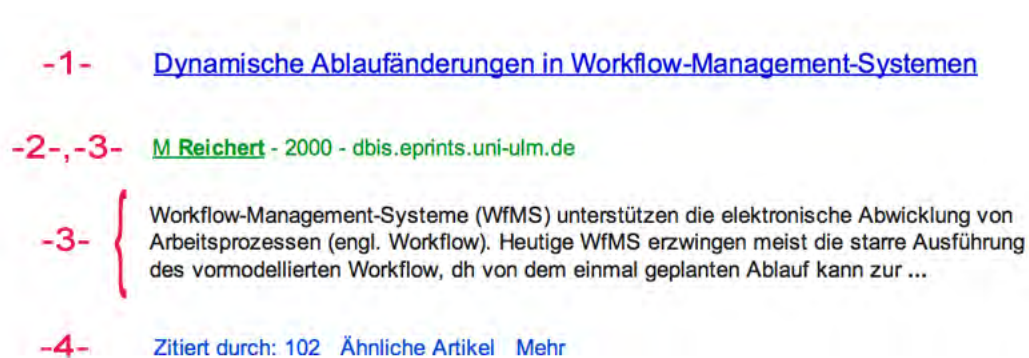 -1- Dynamische Ablaufänderungen in Workflow-Management-Systemen
-2-,-3- M Reichert - 2000 - dbis.eprints.uni-ulm.de
Workflow-Management-Systeme (WfMS) unterstützen die elektronische Abwicklung von
-3- Arbeitsprozessen (engl. Workflow). Heutige WfMS erzwingen meist die starre Ausführung
des vormodellierten Workflow, dh von dem einmal geplanten Ablauf kann zur ...
-4- Zitiert durch: 102 Ähnliche Artikel Mehr